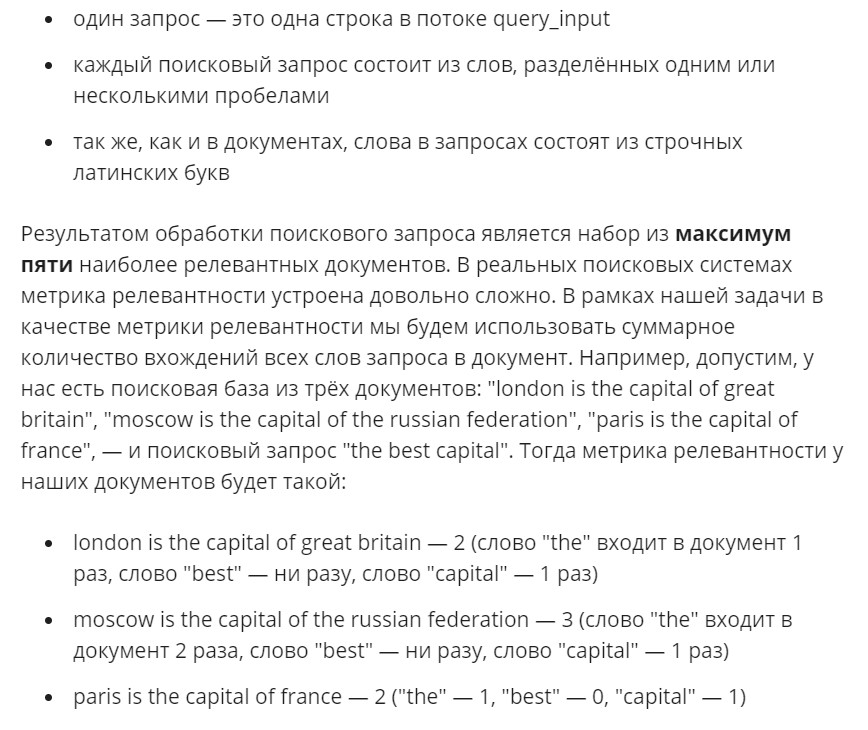 • один запрос — это одна строка в потоке query_input
• каждый поисковый запрос состоит из слов, разделённых одним или
несколькими пробелами
• так же, как и в документах, слова в запросах состоят из строчных
латинских букв
Результатом обработки поискового запроса является набор из максимум
пяти наиболее релевантных документов. В реальных поисковых системах
метрика релевантности устроена довольно сложно. В рамках нашей задачи в
качестве метрики релевантности мы будем использовать суммарное
количество вхождений всех слов запроса в документ. Например, допустим, у
нас есть поисковая база из трёх документов: "london is the capital of great
britain", "moscow is the capital of the russian federation", "paris is the capital of
france", — и поисковый запрос "the best capital". Тогда метрика релевантности у
наших документов будет такой:
• london is the capital of great britain — 2 (слово "the" входит в документ 1
раз, слово "best" — ни разу, слово "capital" — 1 раз)
• moscow is the capital of the russian federation — 3 (слово "the" входит в
документ 2 раза, слово "best" — ни разу, слово "capital" — 1 раз)
• paris is the capital of france — 2 ("the" — 1, "best" — 0, "capital" — 1)